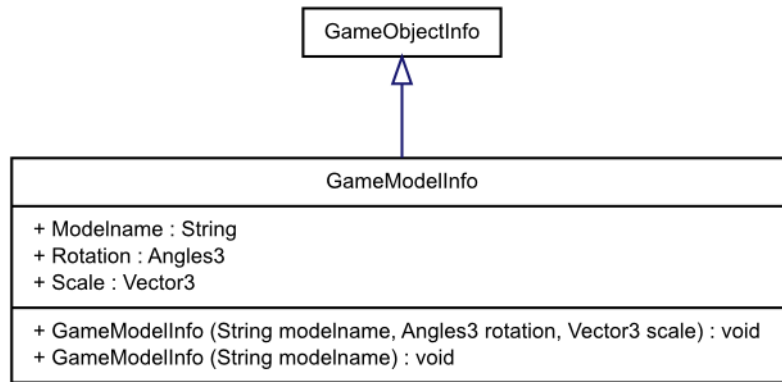 GameObjectInfo
GameModelInfo
+ Modelname : String
+ Rotation : Angles3
+ Scale : Vector3
+ GameModelInfo (String modelname, Angles3 rotation, Vector3 scale) : void
+ GameModelInfo (String modelname) : void